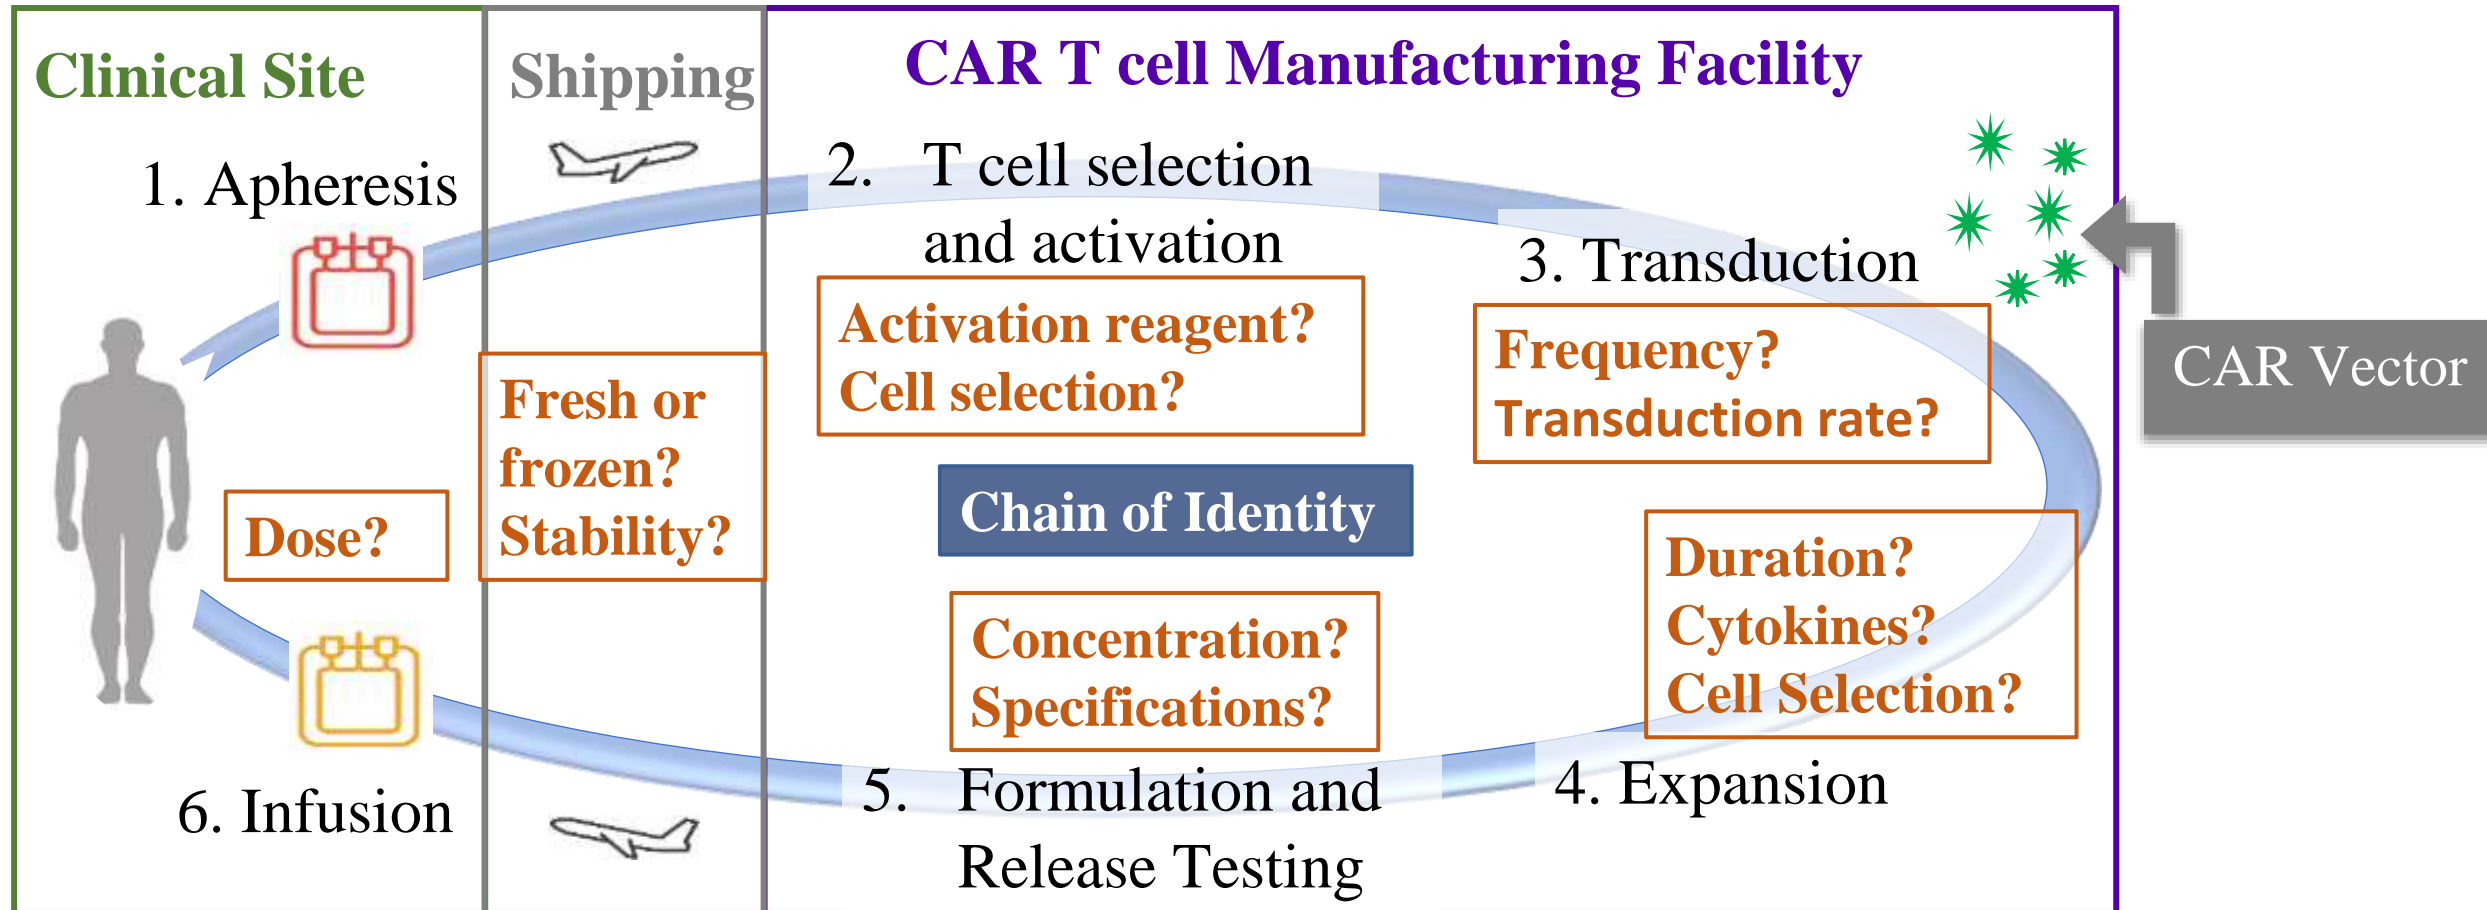 Clinical Site
Shipping
CAR T cell Manufacturing Facility
1. Apheresis
2. T cell selection
and activation
3. Transduction
Activation reagent?
Cell selection?
Frequency?
Transduction rate?
CAR Vector
Fresh or
frozen?
Stability?
Dose?
Chain of Identity
Duration?
Cytokines?
Cell Selection?
Concentration?
Specifications?
4. Expansion
5. Formulation and
Release Testing
6. Infusion